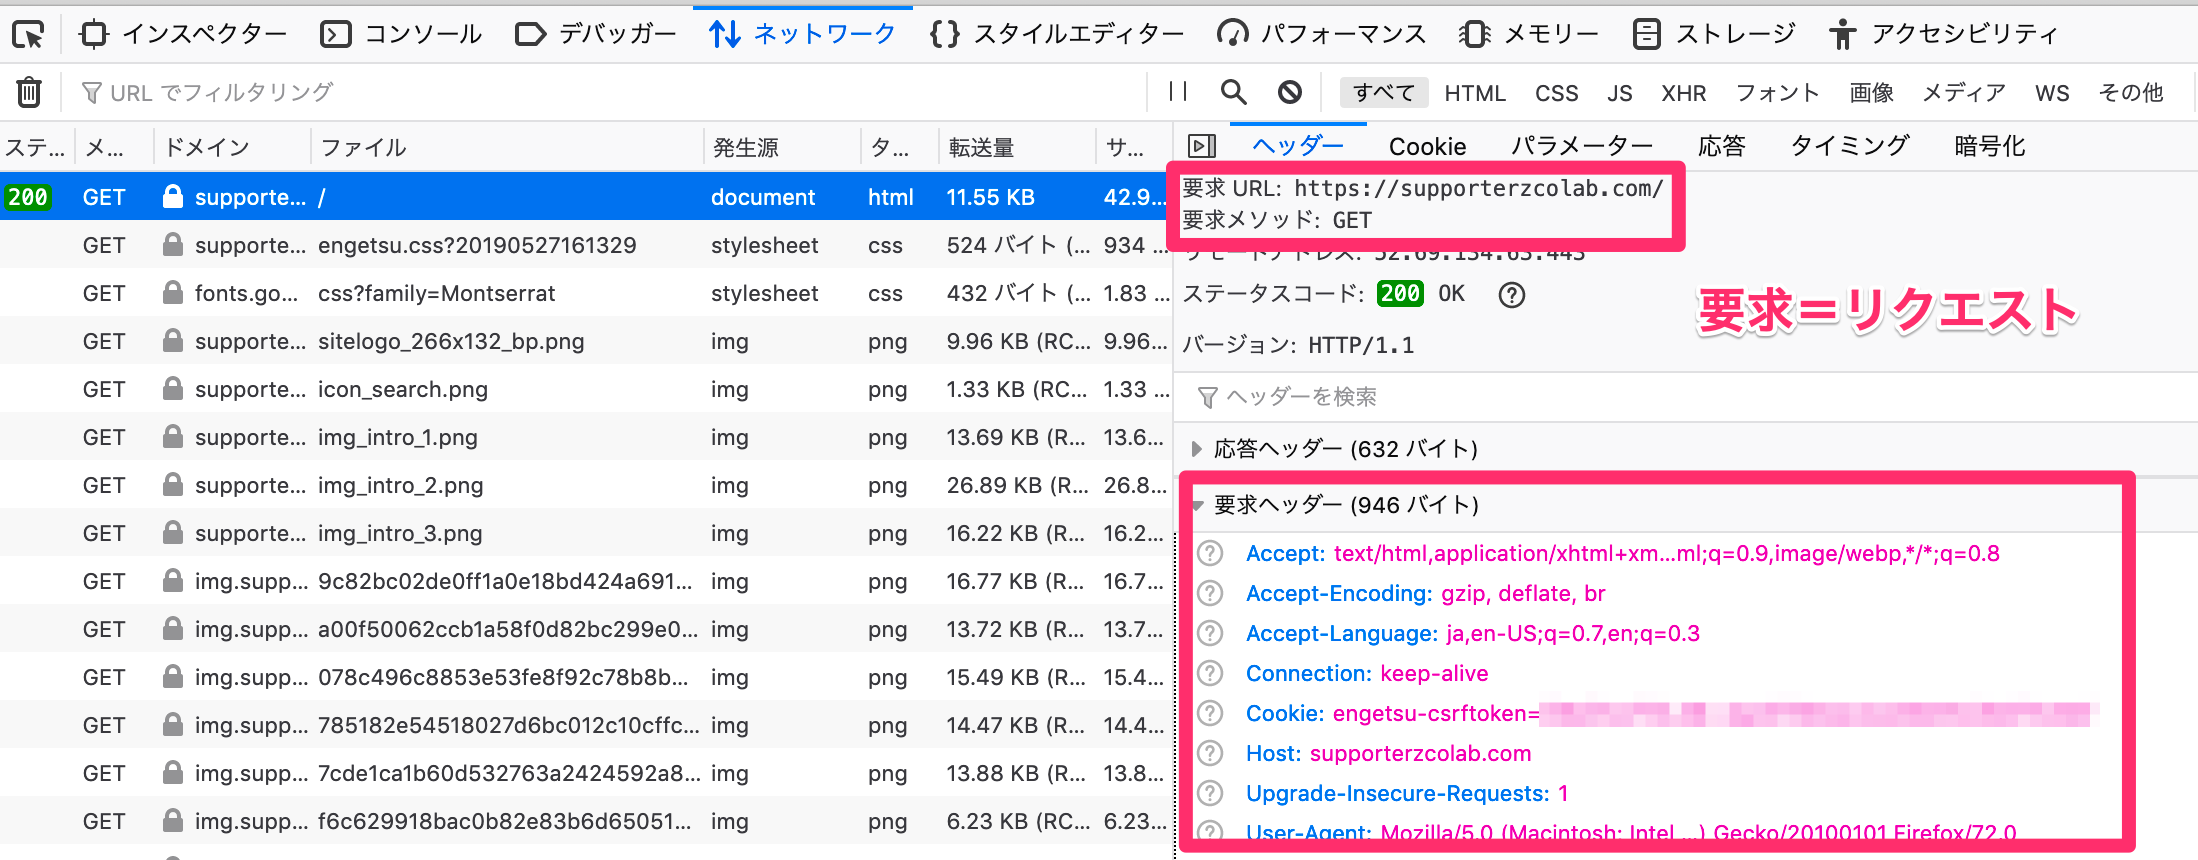 インスペクター コンソール デバッガー ネットワーク スタイルエディター パフォーマンス メモリー ストレージ アクセシビリティ
URL でフィルタリング すべて HTML CSS JS XHR フォント 画像 メディア WS その他
ステ... メ... ドメイン ファイル 発生源 タ... 転送量 サ...
200 GET supporte... / document html 11.55 KB 42.9...
GET supporte... engetsu.css?20190527161329 stylesheet css 524 バイト (... 934 ...
GET fonts.go... css?family=Montserrat stylesheet css 432 バイト (... 1.83 ...
GET supporte... sitelogo_266x132_bp.png img png 9.96 KB (RC... 9.96...
GET supporte... icon_search.png img png 1.33 KB (RC... 1.33 ...
GET supporte... img_intro_1.png img png 13.69 KB (R... 13.6...
GET supporte... img_intro_2.png img png 26.89 KB (R... 26.8...
GET supporte... img_intro_3.png img png 16.22 KB (R... 16.2...
GET img.supp... 9c82bc02de0ff1a0e18bd424a691... img png 16.77 KB (R... 16.7...
GET img.supp... a00f50062ccb1a58f0d82bc299e0... img png 13.72 KB (R... 13.7...
GET img.supp... 078c496c8853e53fe8f92c78b8b... img png 15.49 KB (R... 15.4...
GET img.supp... 785182e54518027d6bc012c10cffc... img png 14.47 KB (R... 14.4...
GET img.supp... 7cde1ca1b60d532763a2424592a8... img png 13.88 KB (R... 13.8...
GET img.supp... f6c629918bac0b82e83b6d65051... img png 6.23 KB (RC... 6.23...
ヘッダー Cookie パラメーター 応答 タイミング 暗号化
要求 URL: https://supporterzcolab.com/
要求メソッド: GET
リモートアドレス:
ステータスコード: 200 OK
要求＝リクエスト
バージョン: HTTP/1.1
ヘッダーを検索
応答ヘッダー (632 バイト)
要求ヘッダー (946 バイト)
Accept: text/html,application/xhtml+xm...ml;q=0.9,image/webp,*/*;q=0.8
Accept-Encoding: gzip, deflate, br
Accept-Language: ja,en-US;q=0.7,en;q=0.3
Connection: keep-alive
Cookie: engetsu-csrftoken=
Host: supporterzcolab.com
Upgrade-Insecure-Requests: 1
User-Agent: Mozilla/5.0 (Macintosh; Intel ...) Gecko/20100101 Firefox/72.0